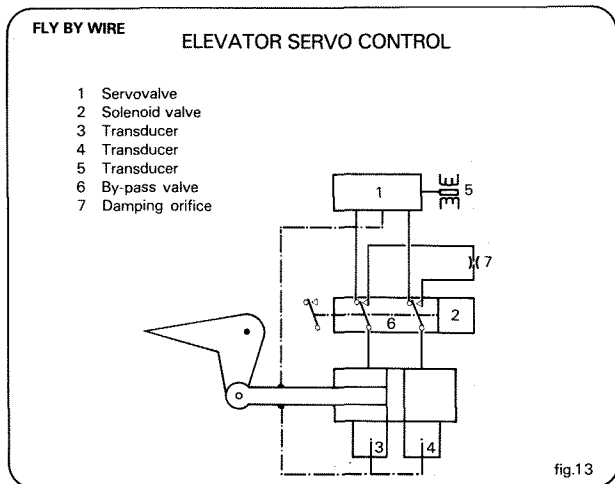 FLY BY WIRE
ELEVATOR SERVO CONTROL
1 Servovalve
2 Solenoid valve
3 Transducer
4 Transducer
5 Transducer
6 By-pass valve
7 Damping orifice
1
5
7
6
2
3
4
fig.13